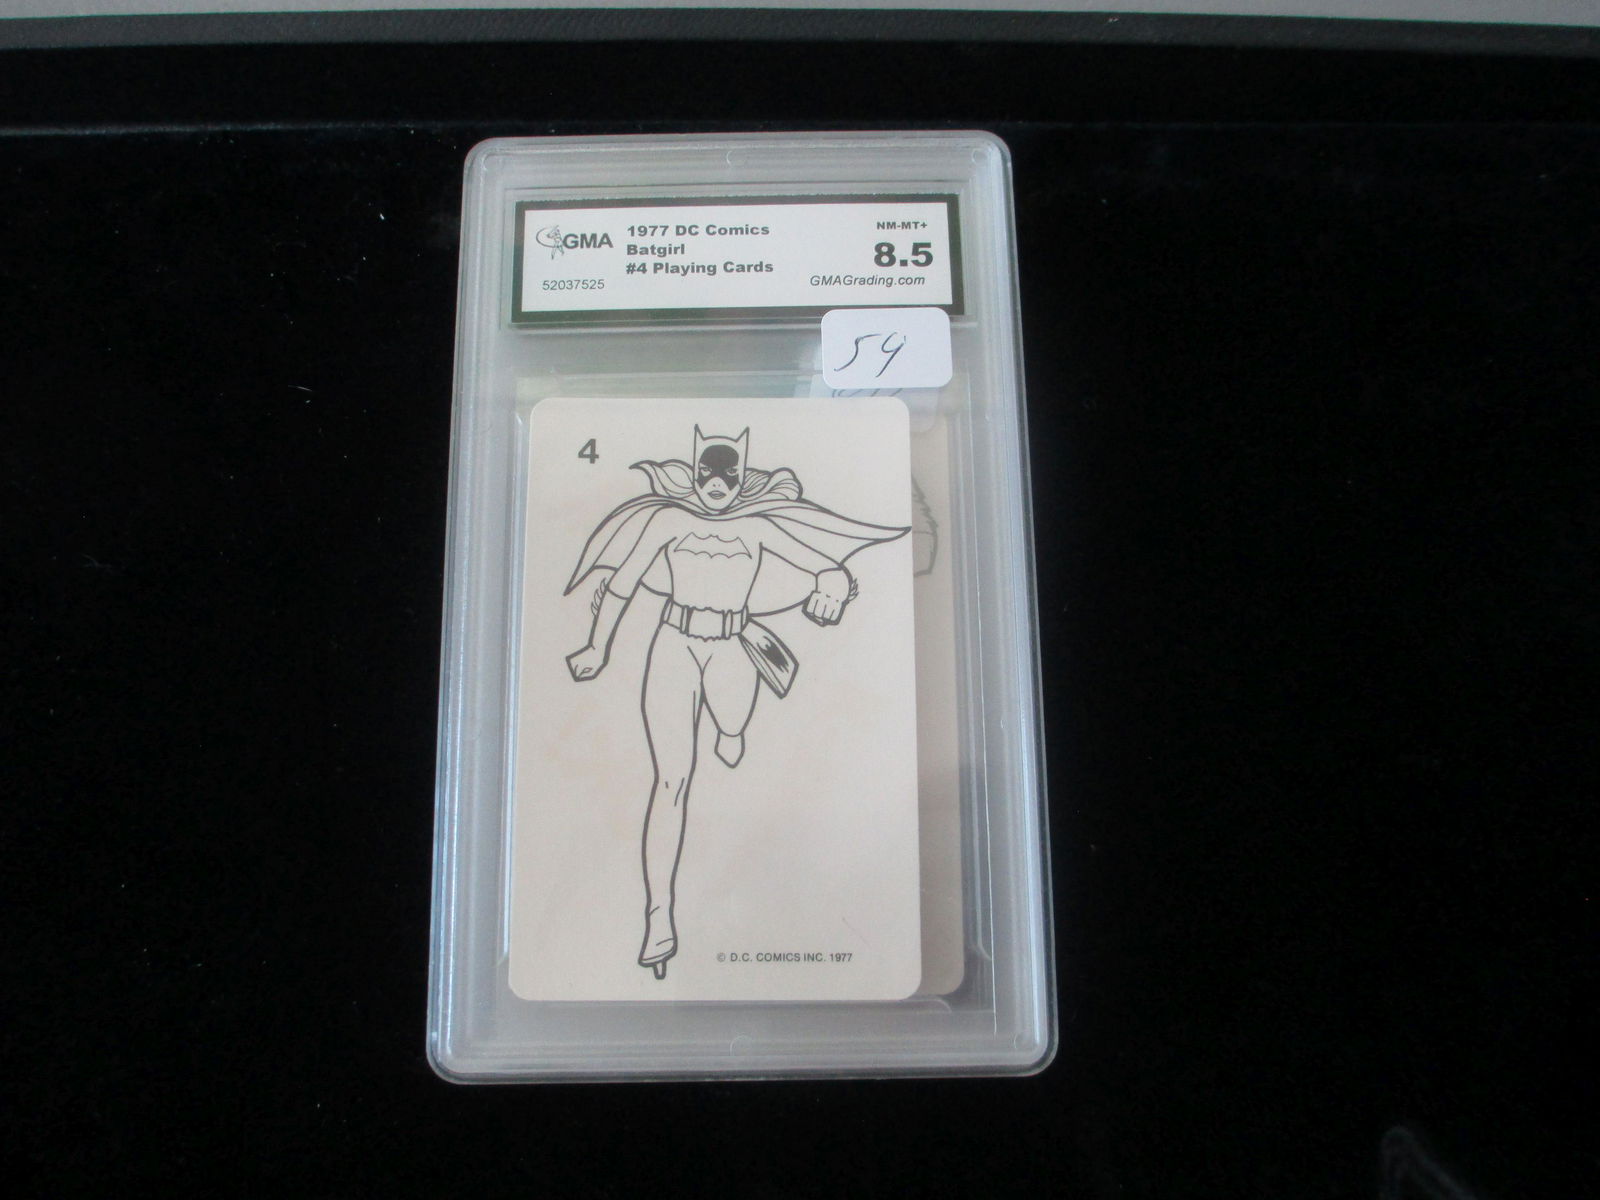 GMA
1977 DC Comics
Batgirl
#4 Playing Cards
52037525
NM-MT+
8.5
GMAGrading.com
59
4
© D.C. COMICS INC. 1977